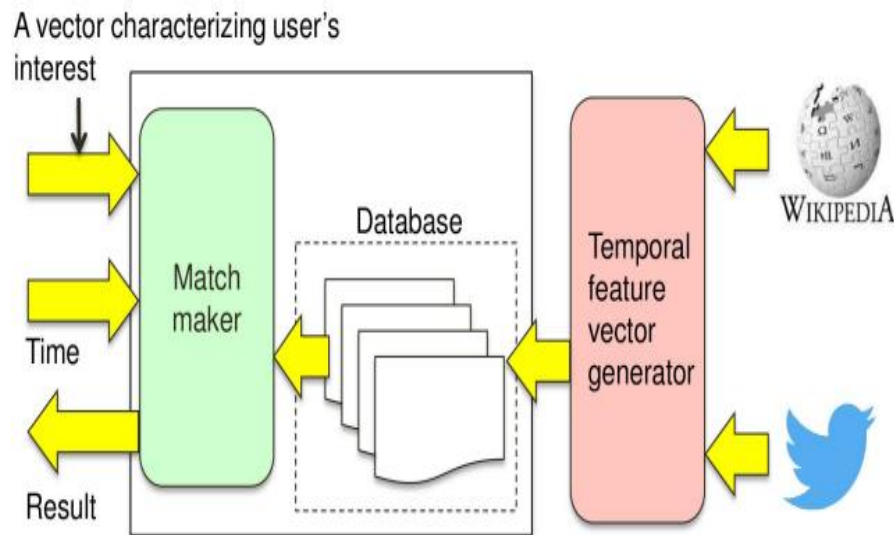 A vector characterizing user's
interest
Time
Result
Match
maker
Database
Temporal
feature
vector
generator
WIKIPEDIA